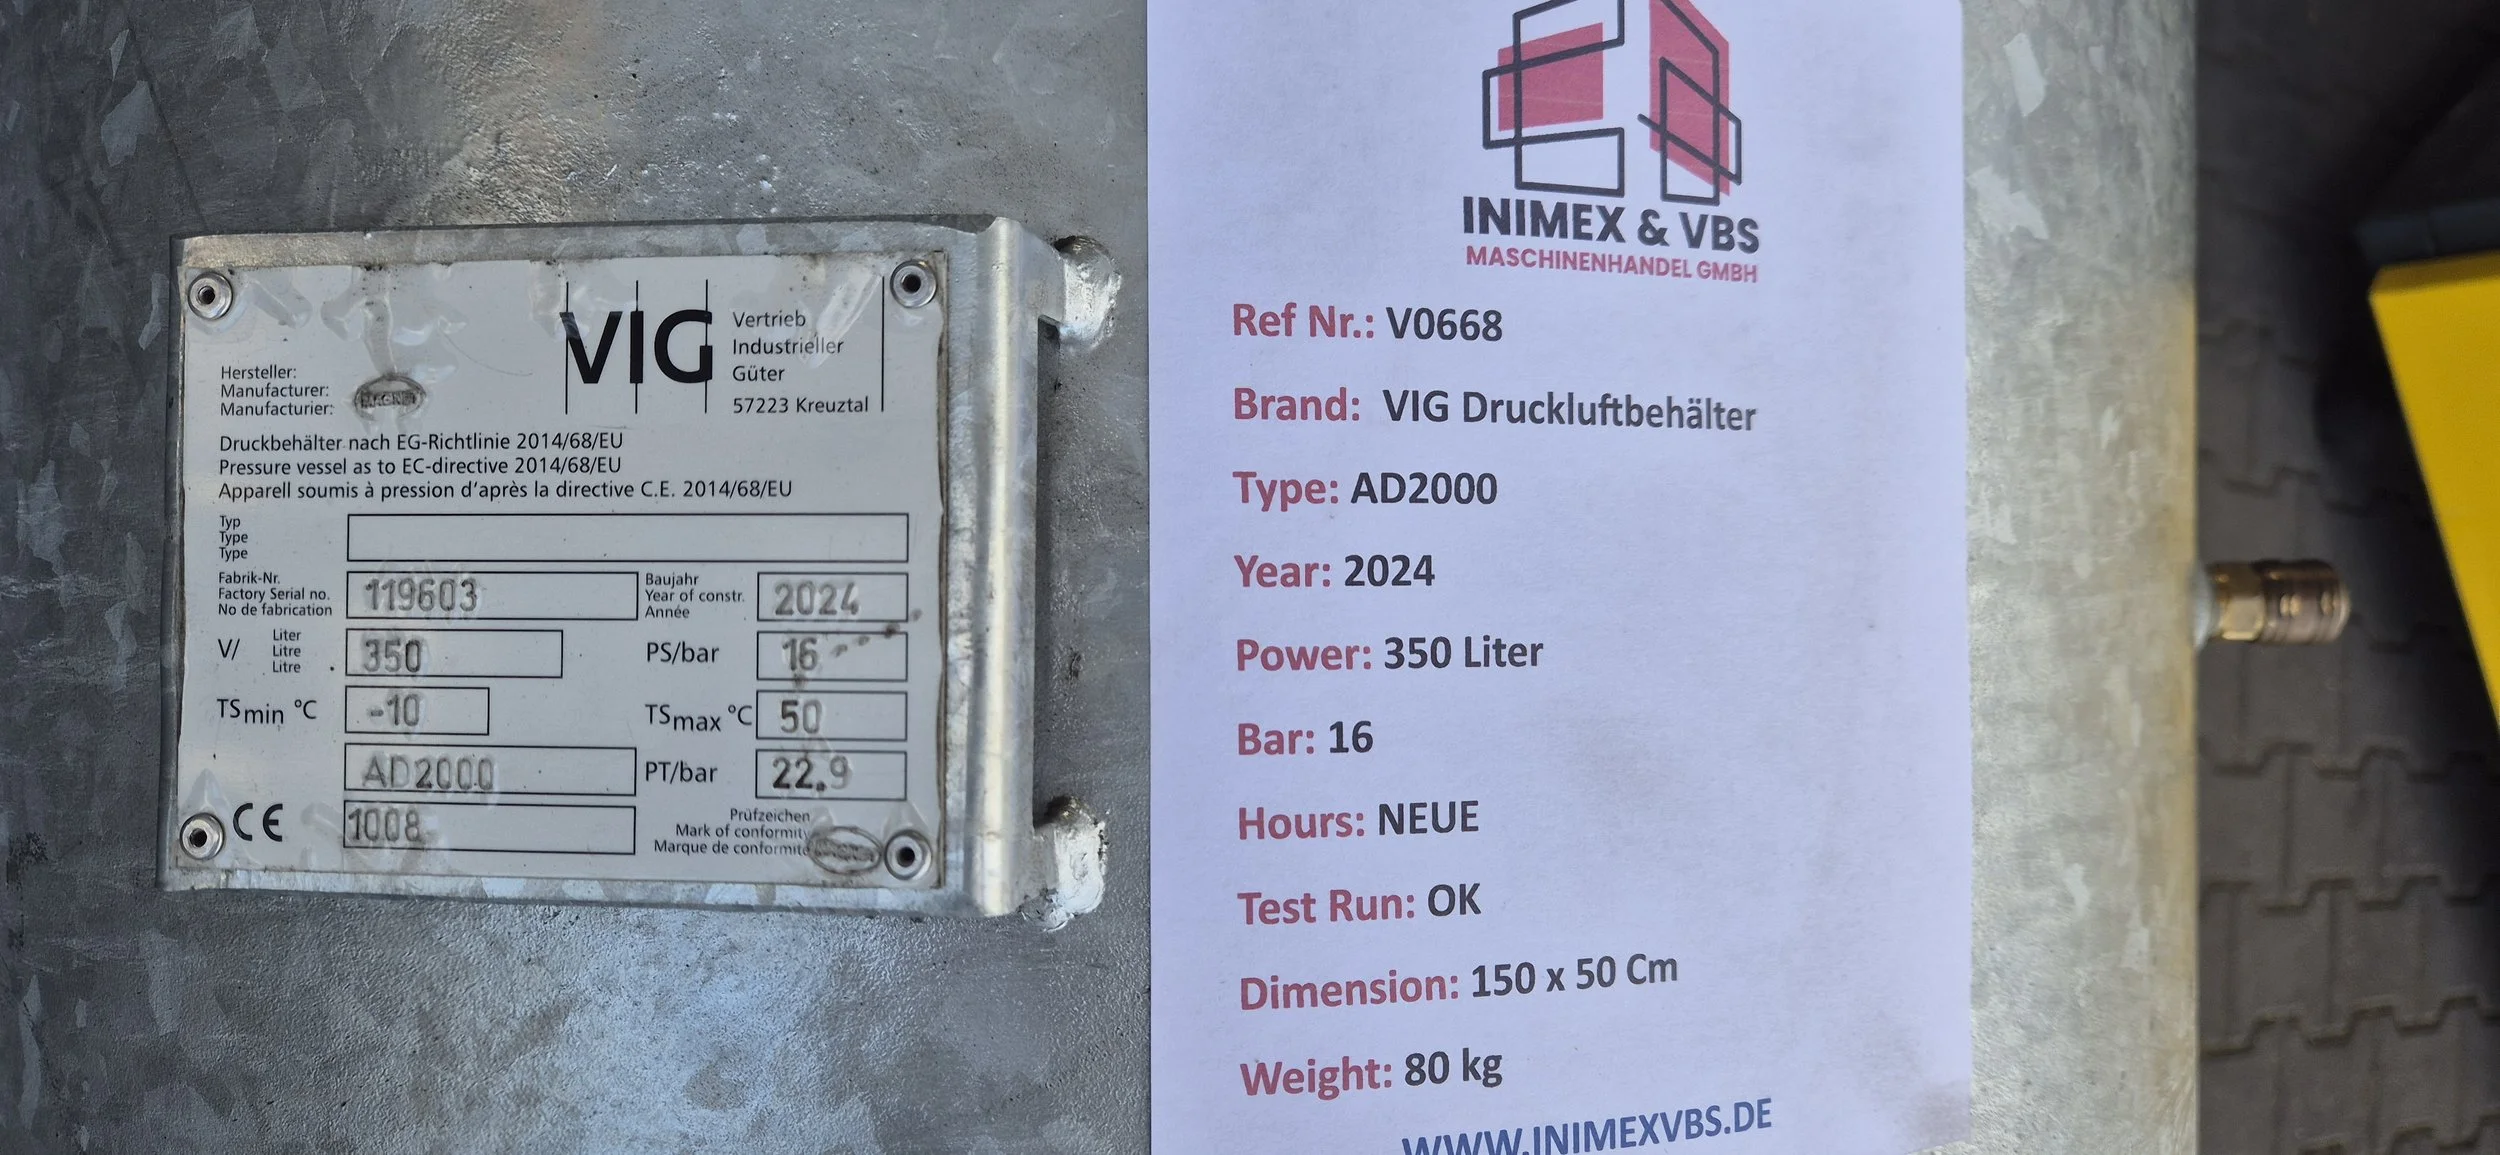 VIG
Vertrieb
Industrieller
Güter
57223 Kreuztal
Hersteller:
Manufacturer:
Manufacturier:
MAGNET
Druckbehälter nach EG-Richtlinie 2014/68/EU
Pressure vessel as to EC-directive 2014/68/EU
Apparell soumis à pression d'après la directive C.E. 2014/68/EU
Typ
Type
Type
Fabrik-Nr.
Factory Serial no.
No de fabrication
119603
Baujahr
Year of constr.
Année
2024
V/
Liter
Litre
Litre
350
PS/bar
16
TSmin °C
-10
TSmax °C
50
AD2000
PT/bar
22.9
CE
1008
Prüfzeichen
Mark of conformity
Marque de conformité
INIMEX & VBS
MASCHINENHANDEL GMBH
Ref Nr.: V0668
Brand: VIG Druckluftbehälter
Type: AD2000
Year: 2024
Power: 350 Liter
Bar: 16
Hours: NEUE
Test Run: OK
Dimension: 150 x 50 Cm
Weight: 80 kg
WWW.INIMEXVBS.DE